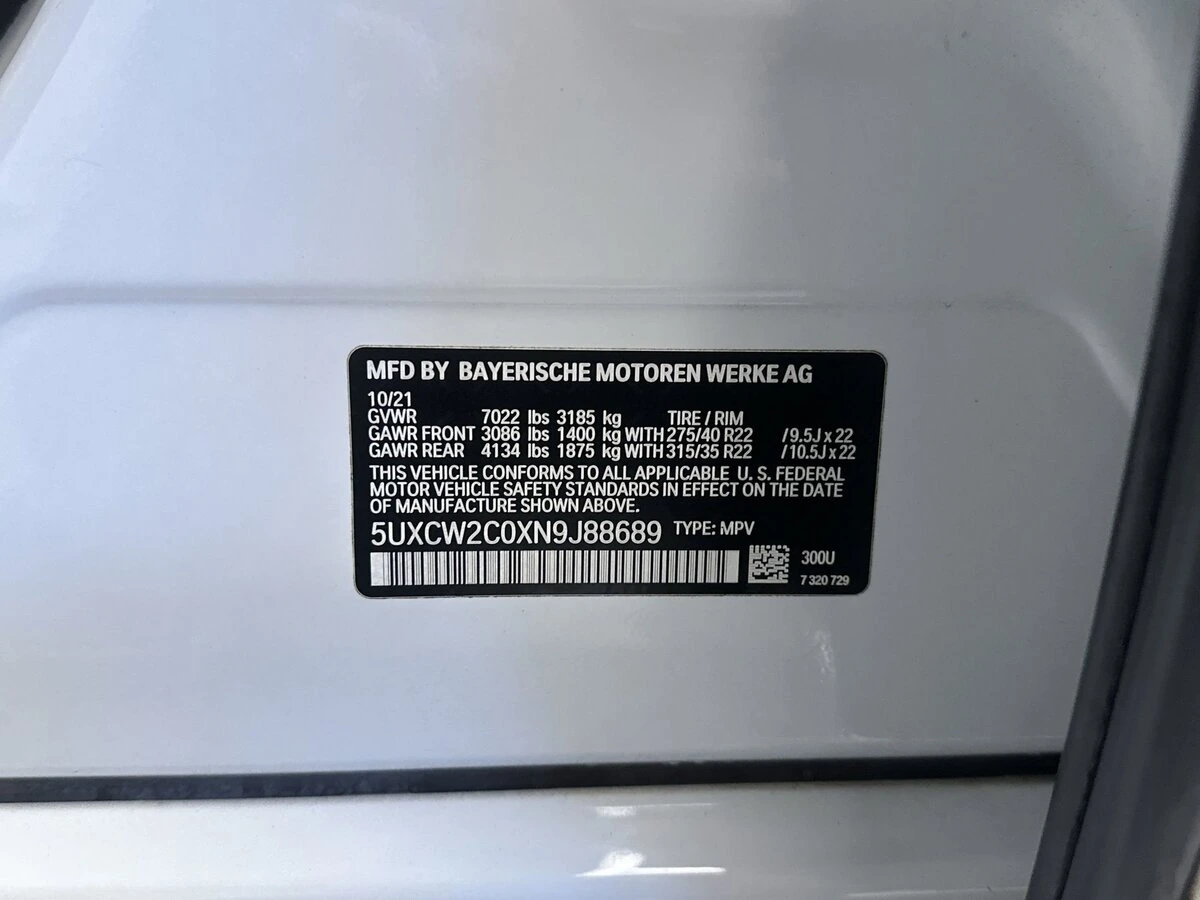 MFD BY BAYERISCHE MOTOREN WERKE AG
10/21
GVWR 7022 lbs 3185 kg TIRE / RIM
GAWR FRONT 3086 lbs 1400 kg WITH 275/40 R22 /9.5J x 22
GAWR REAR 4134 lbs 1875 kg WITH 315/35 R22 /10.5J x 22
THIS VEHICLE CONFORMS TO ALL APPLICABLE U. S. FEDERAL
MOTOR VEHICLE SAFETY STANDARDS IN EFFECT ON THE DATE
OF MANUFACTURE SHOWN ABOVE.
5UXCW2C0XN9J88689 TYPE: MPV
300U
7 320 729